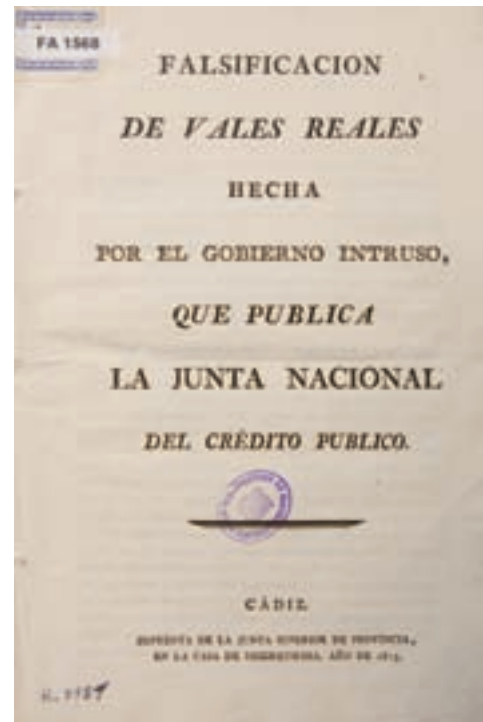 FA 1568
FALSIFICACION
DE VALES REALES
HECHA
POR EL GOBIERNO INTRUSO,
QUE PUBLICA
LA JUNTA NACIONAL
DEL CRÉDITO PUBLICO.
CÁDIZ
IMPRENTA DE LA JUNTA SUPERIOR DE PROVINCIA,
EN LA CASA DE MISERICORDIA. AÑO DE 1813.